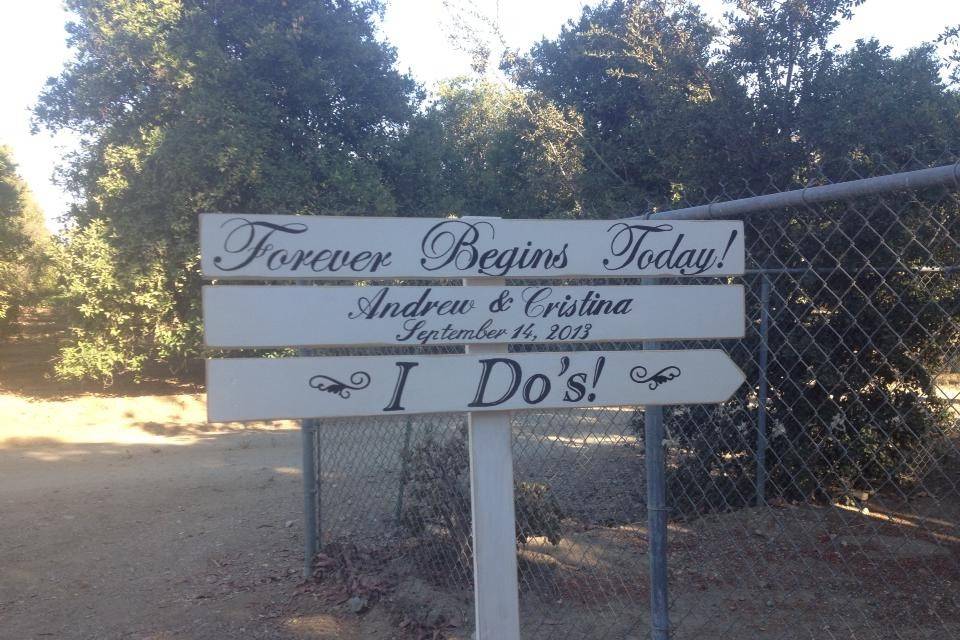 Forever Begins Today!
Andrew & Cristina
September 14, 2013
I Do's!